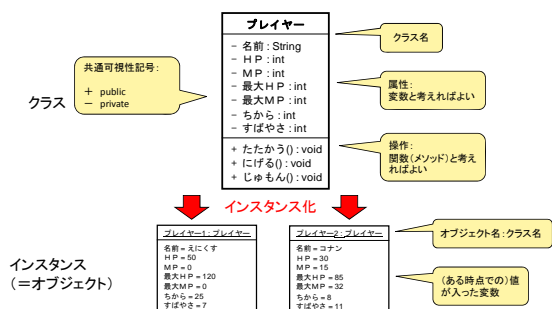 プレイヤー
- 名前 : String
- ＨＰ : int
- ＭＰ : int
- 最大ＨＰ : int
- 最大ＭＰ : int
- ちから : int
- すばやさ : int
+ たたかう() : void
+ にげる() : void
+ じゅもん() : void
クラス名
共通可視性記号：
＋ public
－ private
クラス
属性：
変数と考えればよい
操作：
関数（メソッド）と考え
ればよい
インスタンス化
プレイヤー1 : プレイヤー
名前 = えにくす
ＨＰ = 50
ＭＰ = 0
最大ＨＰ = 120
最大ＭＰ = 0
ちから = 25
すばやさ = 7
プレイヤー2 : プレイヤー
名前 = コナン
ＨＰ = 30
ＭＰ = 15
最大ＨＰ = 85
最大ＭＰ = 32
ちから = 8
すばやさ = 11
オブジェクト名：クラス名
インスタンス
（＝オブジェクト）
（ある時点での）値
が入った変数